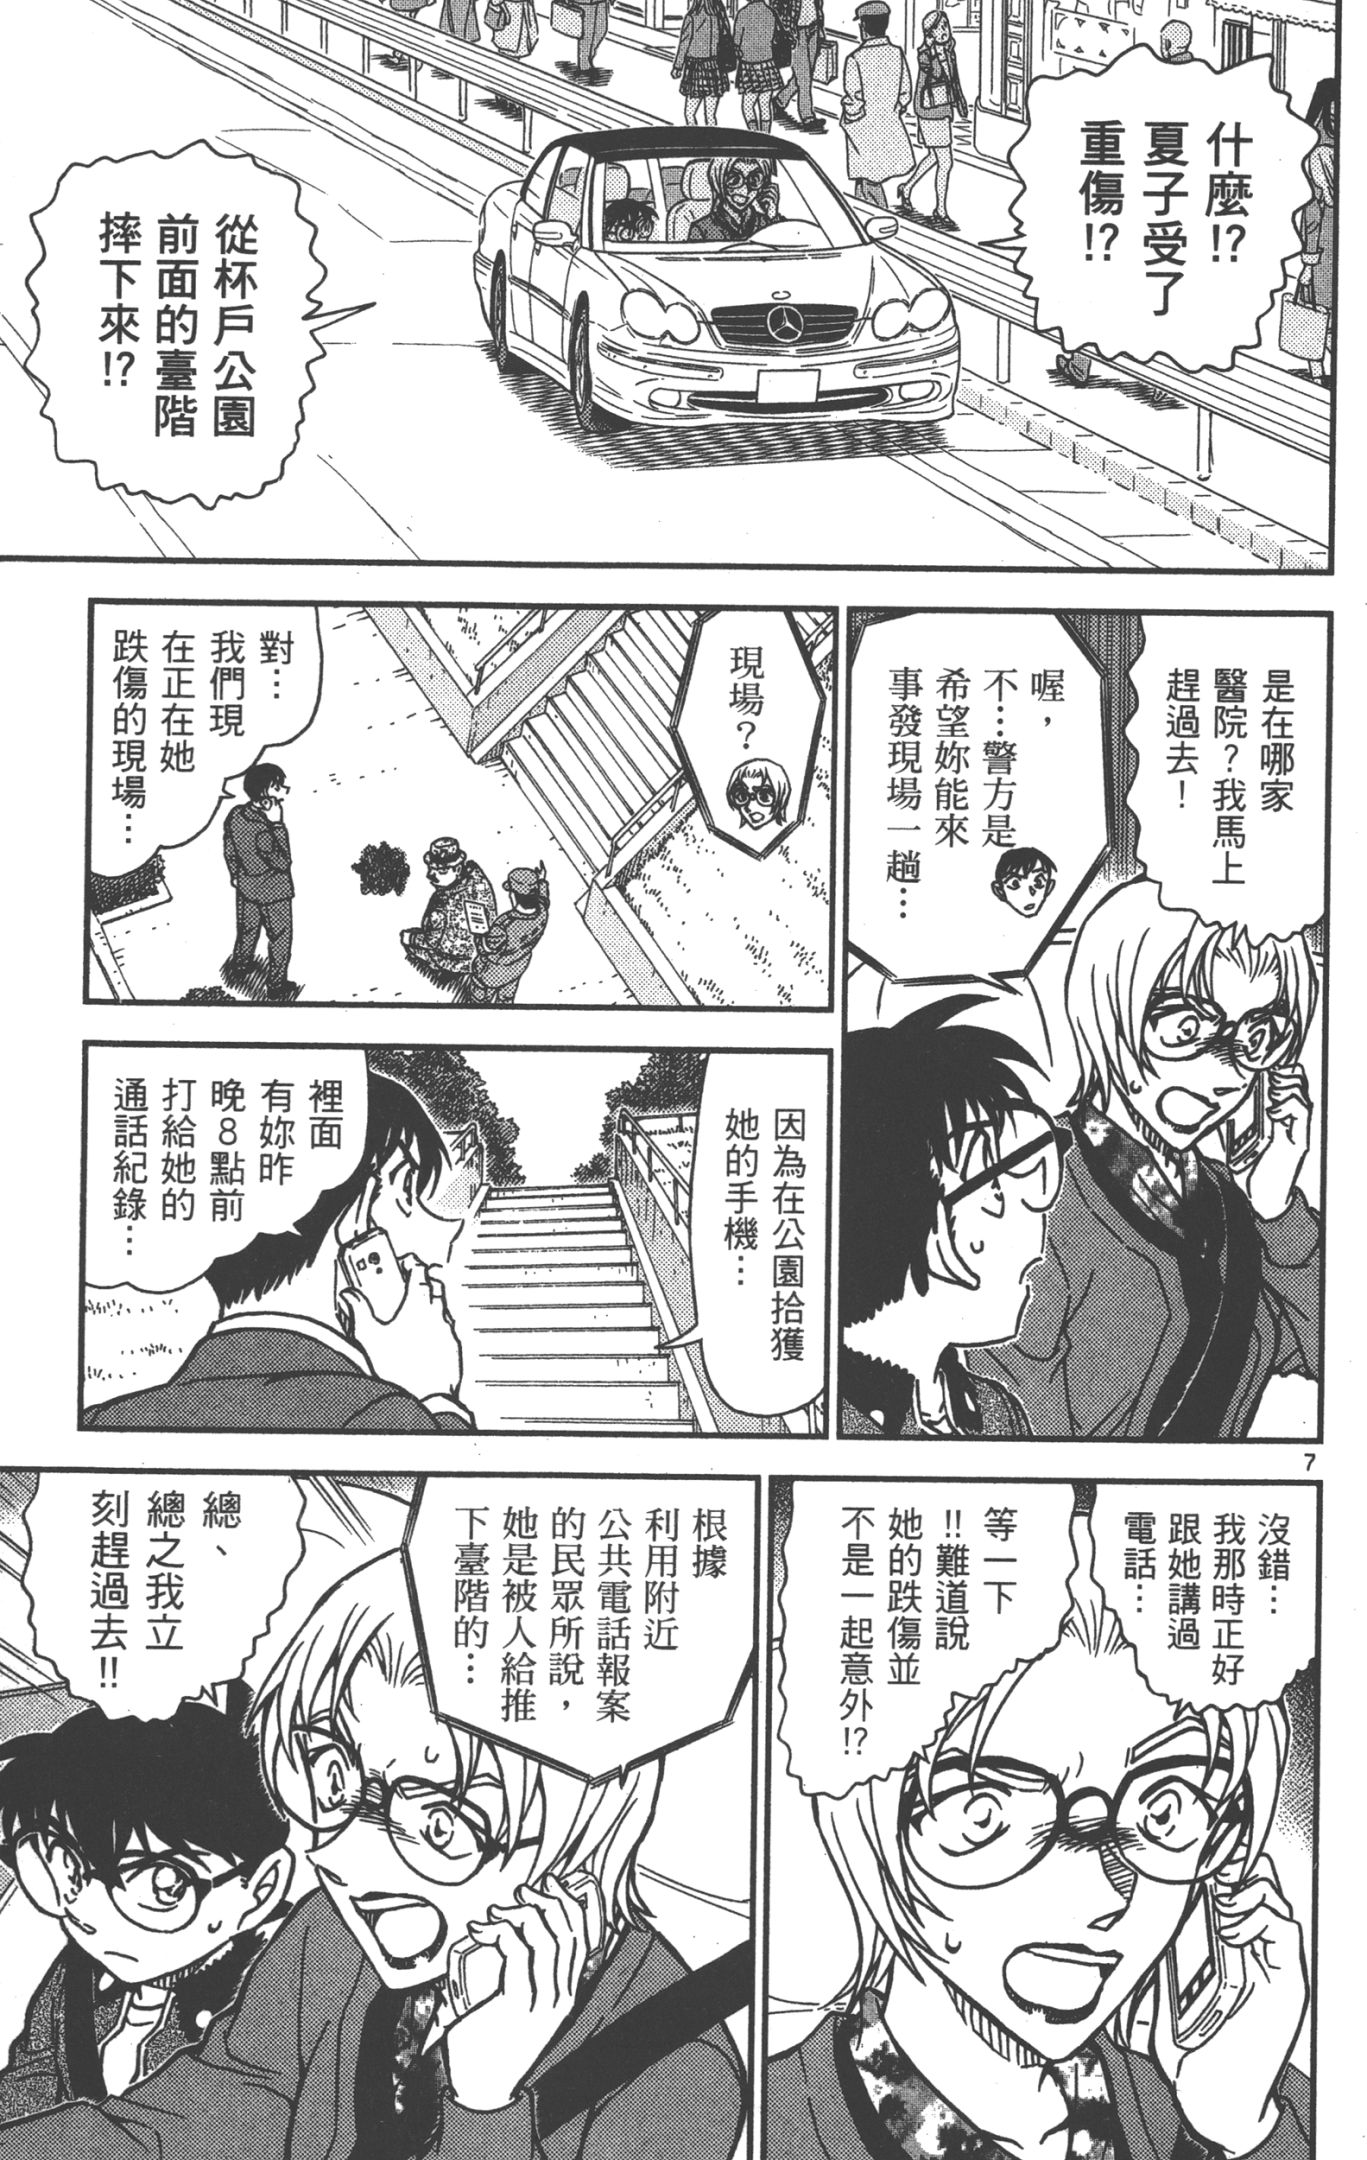 什麼!?
夏子受了
重傷!?
從杯戶公園
前面的臺階
摔下來!?
是在哪家
醫院？我馬上
趕過去！
喔，
不…警方是
希望妳能來
事發現場一趟…
現場？
對…
我們現
在正在她
跌傷的現場…
因為在公園拾獲
她的手機…
裡面
有妳昨
晚8點前
打給她的
通話紀錄…
7
沒錯…
我那時正好
跟她講過
電話…
等一下
!!難道說
她的跌傷並
不是一起意外!?
根據
利用附近
公共電話報案
的民眾所說，
她是被人給推
下臺階的…
總、
總之我立
刻趕過去!!